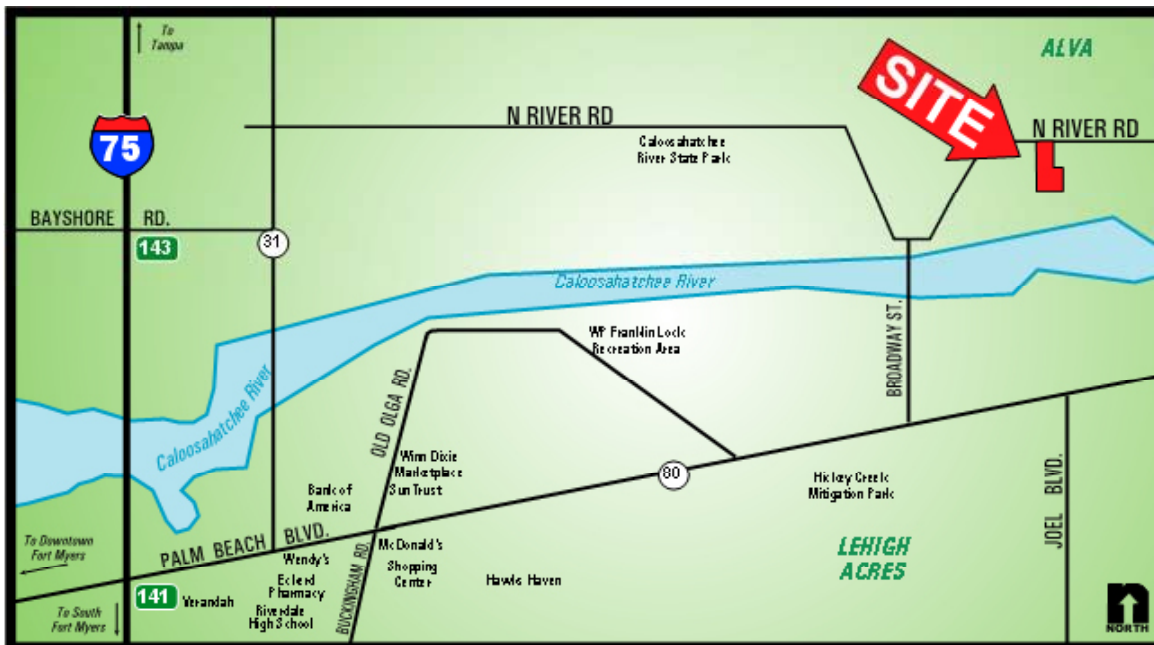 To
Tampa
ALVA
SITE
N RIVER RD
N RIVER RD
75
Caloosahatchee
River State Park
BAYSHORE RD.
31
143
Caloosahatchee River
WP Franklin Lock
Recreation Area
BROADWAY ST.
OLD OLGA RD.
Caloosahatchee River
Winn Dixie
Marketplace
Sun Trust
80
Hickey Creek
Mitigation Park
Bank of
America
JOEL BLVD.
To Downtown
Fort Myers
PALM BEACH BLVD.
McDonald's
Wendy's
Shopping
Center
LEHIGH
ACRES
Eckerd
Pharmacy
Hawks Haven
BUCKINGHAM RD.
141
Verandah
Riverdale
High School
To South
Fort Myers
n
NORTH